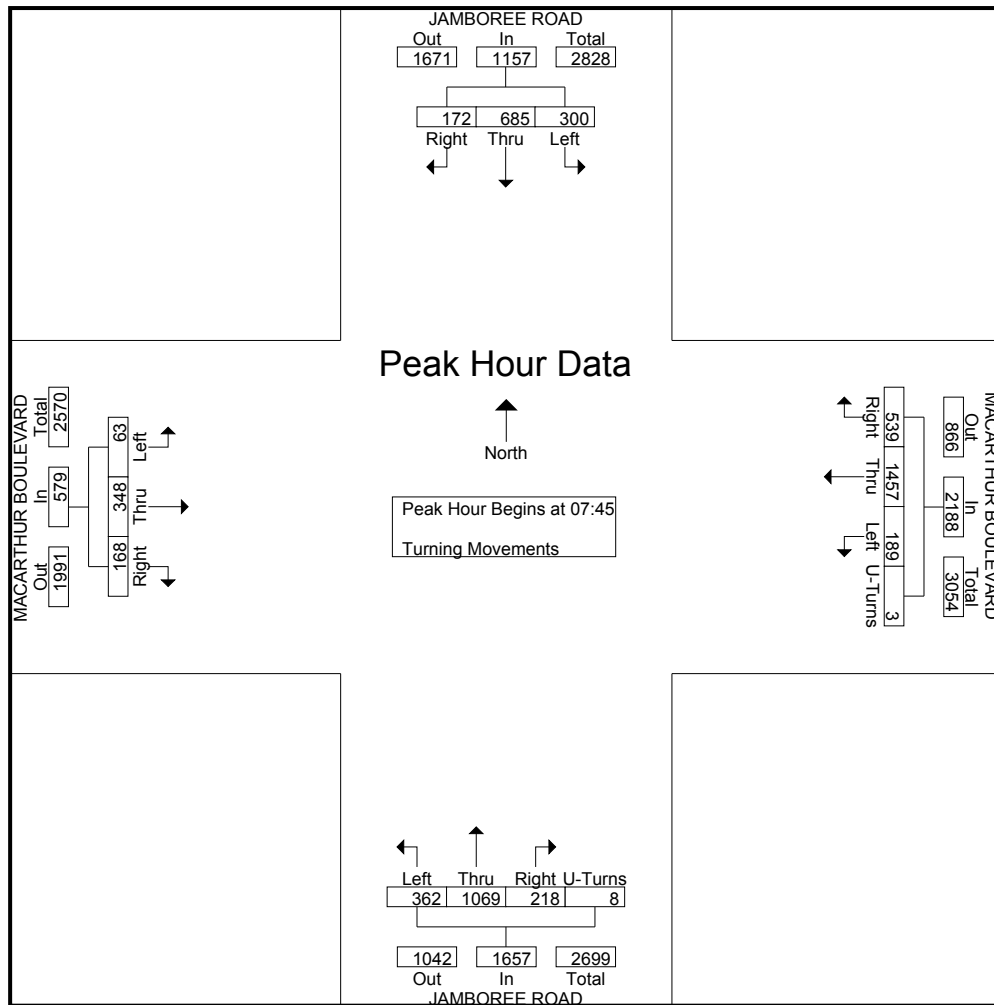 JAMBOREE ROAD
Out In Total
1671 1157 2828
172 685 300
Right Thru Left
Peak Hour Data
North
Peak Hour Begins at 07:45
Turning Movements
MACARTHUR BOULEVARD
Out In Total
1991 579 2570
63 348 168
Left Thru Right
MACARTHUR BOULEVARD
Out In Total
866 2188 3054
539 1457 189 3
Right Thru Left U-Turns
Left Thru Right U-Turns
362 1069 218 8
1042 1657 2699
Out In Total
JAMBOREE ROAD